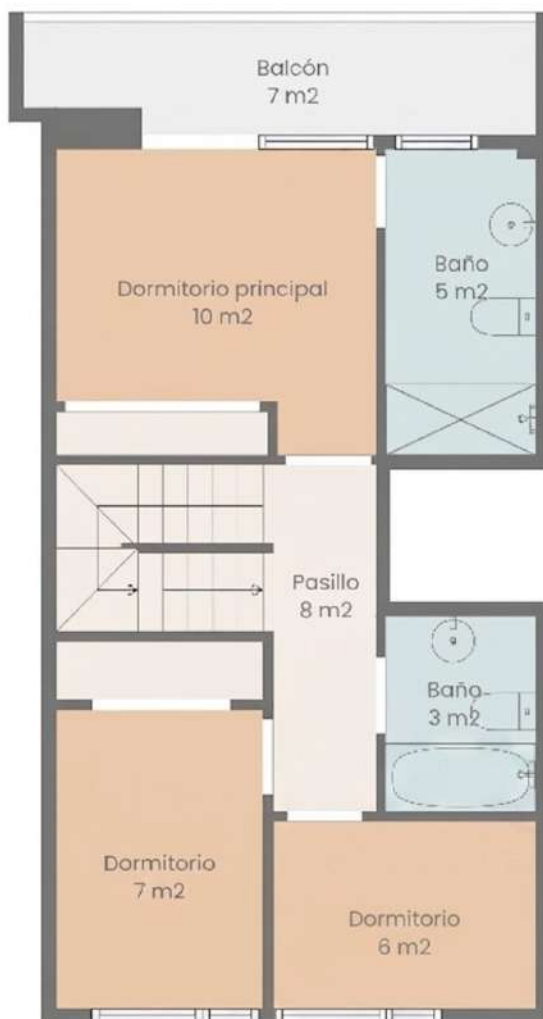 Balcón
7 m2
Dormitorio principal
10 m2
Baño
5 m2
Pasillo
8 m2
Baño
3 m2
Dormitorio
7 m2
Dormitorio
6 m2